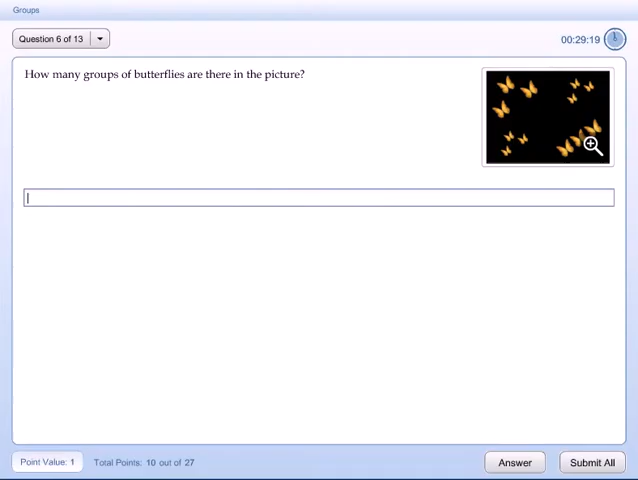 Groups
Question 6 of 13
00:29:19
How many groups of butterflies are there in the picture?
Point Value: 1
Total Points: 10 out of 27
Answer
Submit All